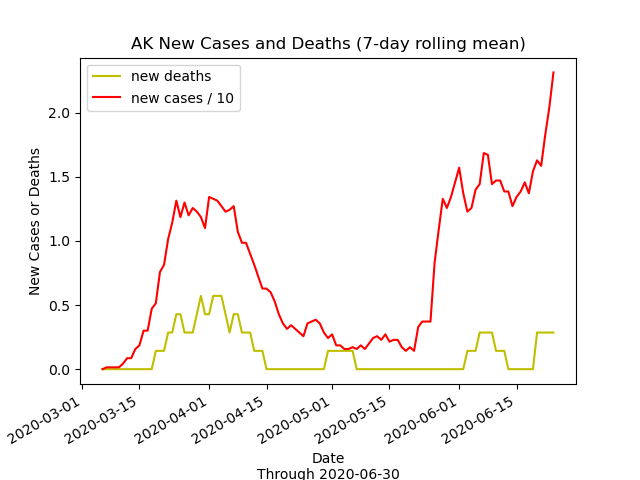 AK New Cases and Deaths (7-day rolling mean)
new deaths
new cases / 10
New Cases or Deaths
2.0
1.5
1.0
0.5
0.0
2020-03-01
2020-03-15
2020-04-01
2020-04-15
2020-05-01
2020-05-15
2020-06-01
2020-06-15
Date
Through 2020-06-30